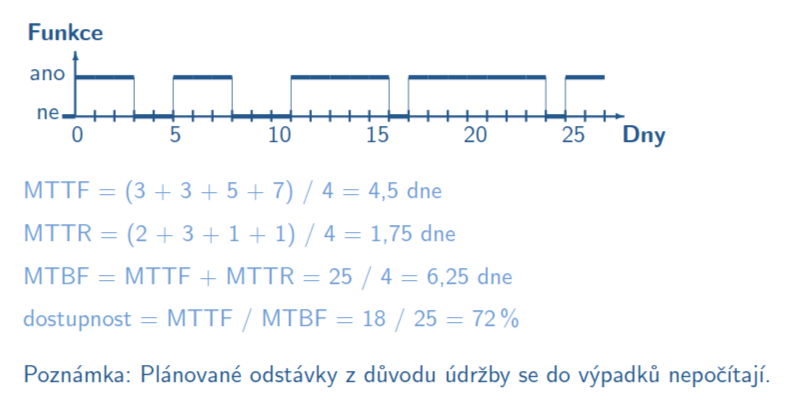 Funkce
ano
ne
0 5 10 15 20 25 Dny
MTTF = (3 + 3 + 5 + 7) / 4 = 4,5 dne
MTTR = (2 + 3 + 1 + 1) / 4 = 1,75 dne
MTBF = MTTF + MTTR = 25 / 4 = 6,25 dne
dostupnost = MTTF / MTBF = 18 / 25 = 72 %
Poznámka: Plánované odstávky z důvodu údržby se do výpadků nepočítají.